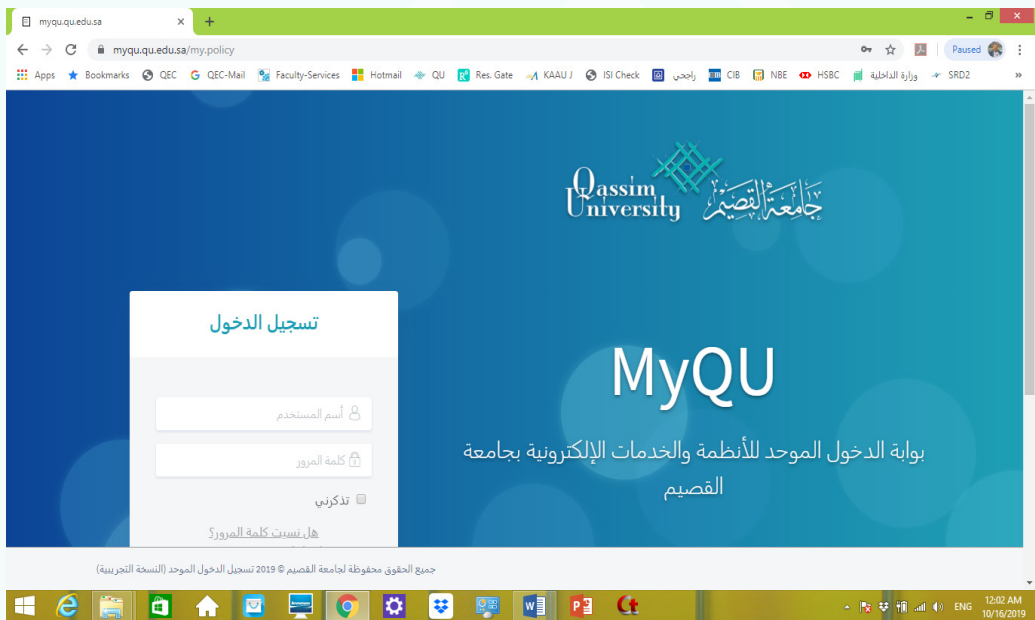 myqu.qu.edu.sa
myqu.qu.edu.sa/my.policy
Paused
Apps Bookmarks QEC QEC-Mail Faculty-Services Hotmail QU Res. Gate KAAU J ISI Check راجحي CIB NBE HSBC وزارة الداخلية SRD2 »
Qassim
University
جامعة القصيم
تسجيل الدخول
أسم المستخدم
كلمة المرور
تذكرني
هل نسيت كلمة المرور؟
MyQU
بوابة الدخول الموحد للأنظمة والخدمات الإلكترونية بجامعة
القصيم
جميع الحقوق محفوظة لجامعة القصيم © 2019 تسجيل الدخول الموحد (النسخة التجريبية)
ENG
12:02 AM
10/16/2019